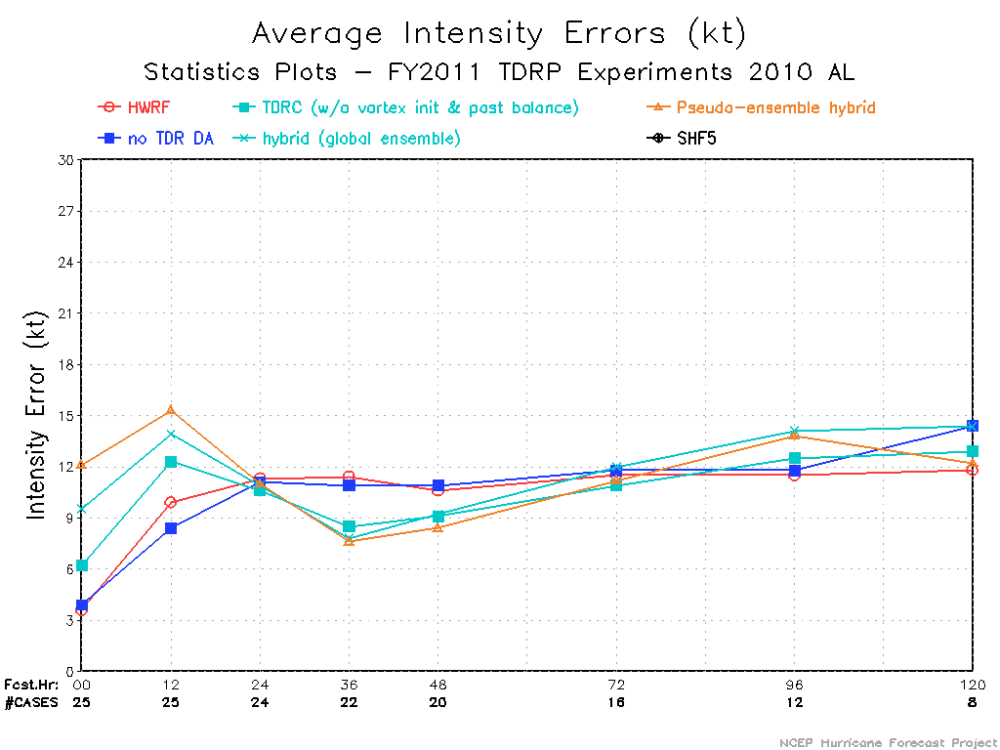 Average Intensity Errors (kt)
Statistics Plots – FY2011 TDRP Experiments 2010 AL
HWRF
TDRC (w/a vortex init & post balance)
Pseudo-ensemble hybrid
no TDR DA
hybrid (global ensemble)
SHF5
30
27
24
21
18
15
12
9
6
3
0
Intensity Error (kt)
Fcst.Hr: 00 12 24 36 48 72 96 120
#CASES 25 25 24 22 20 16 12 8
NCEP Hurricane Forecast Project